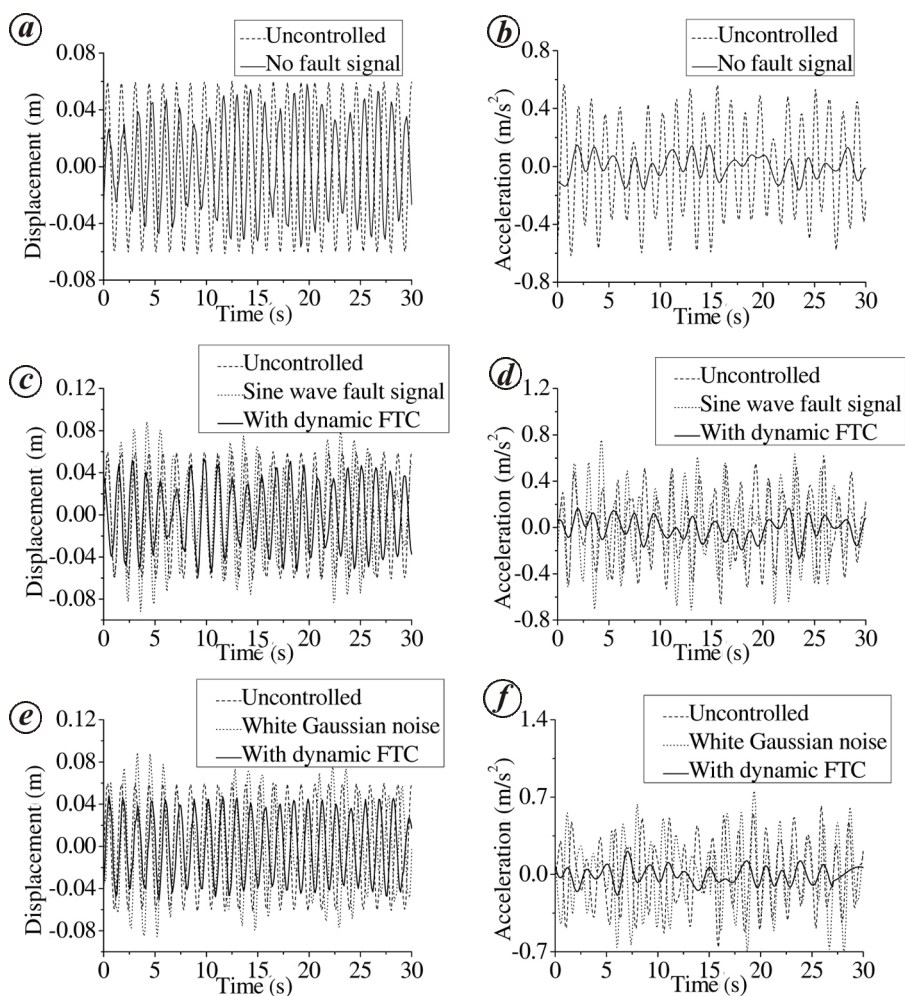 a
Uncontrolled
No fault signal
Displacement (m)
0.08
0.04
0.00
-0.04
-0.08
0 5 10 15 20 25 30
Time (s)
b
Uncontrolled
No fault signal
Acceleration (m/s²)
0.8
0.4
0.0
-0.4
-0.8
0 5 10 15 20 25 30
Time (s)
c
Uncontrolled
Sine wave fault signal
With dynamic FTC
Displacement (m)
0.12
0.08
0.04
0.00
-0.04
-0.08
0 5 10 15 20 25 30
Time (s)
d
Uncontrolled
Sine wave fault signal
With dynamic FTC
Acceleration (m/s²)
1.2
0.8
0.4
0.0
-0.4
-0.8
0 5 10 15 20 25 30
Time (s)
e
Uncontrolled
White Gaussian noise
With dynamic FTC
Displacement (m)
0.12
0.08
0.04
0.00
-0.04
-0.08
0 5 10 15 20 25 30
Time (s)
f
Uncontrolled
White Gaussian noise
With dynamic FTC
Acceleration (m/s²)
1.4
0.7
0.0
-0.7
0 5 10 15 20 25 30
Time (s)